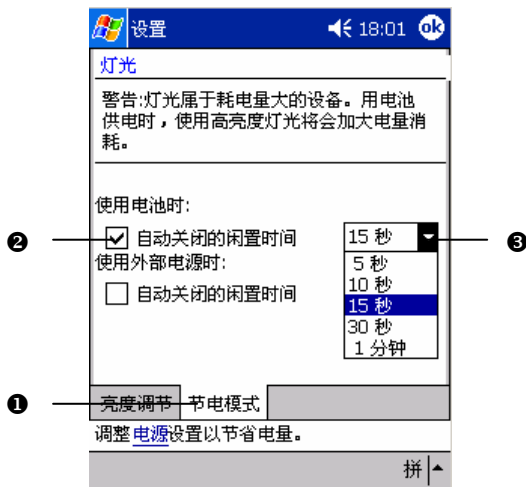 设置 18:01 ok
灯光
警告:灯光属于耗电量大的设备。用电池
供电时，使用高亮度灯光将会加大电量消
耗。
使用电池时:
❷ 自动关闭的闲置时间 15 秒 ❸
使用外部电源时:
自动关闭的闲置时间
5 秒
10 秒
15 秒
30 秒
1 分钟
❶ 亮度调节 节电模式
调整 电源设置以节省电量。
拼